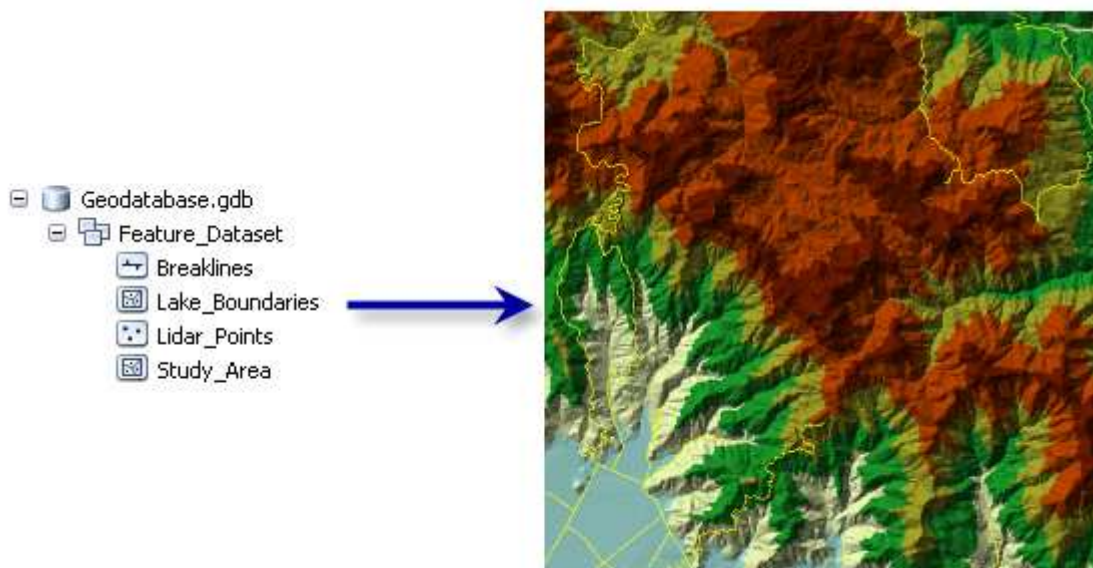 Geodatabase.gdb
Feature_Dataset
Breaklines
Lake_Boundaries
Lidar_Points
Study_Area